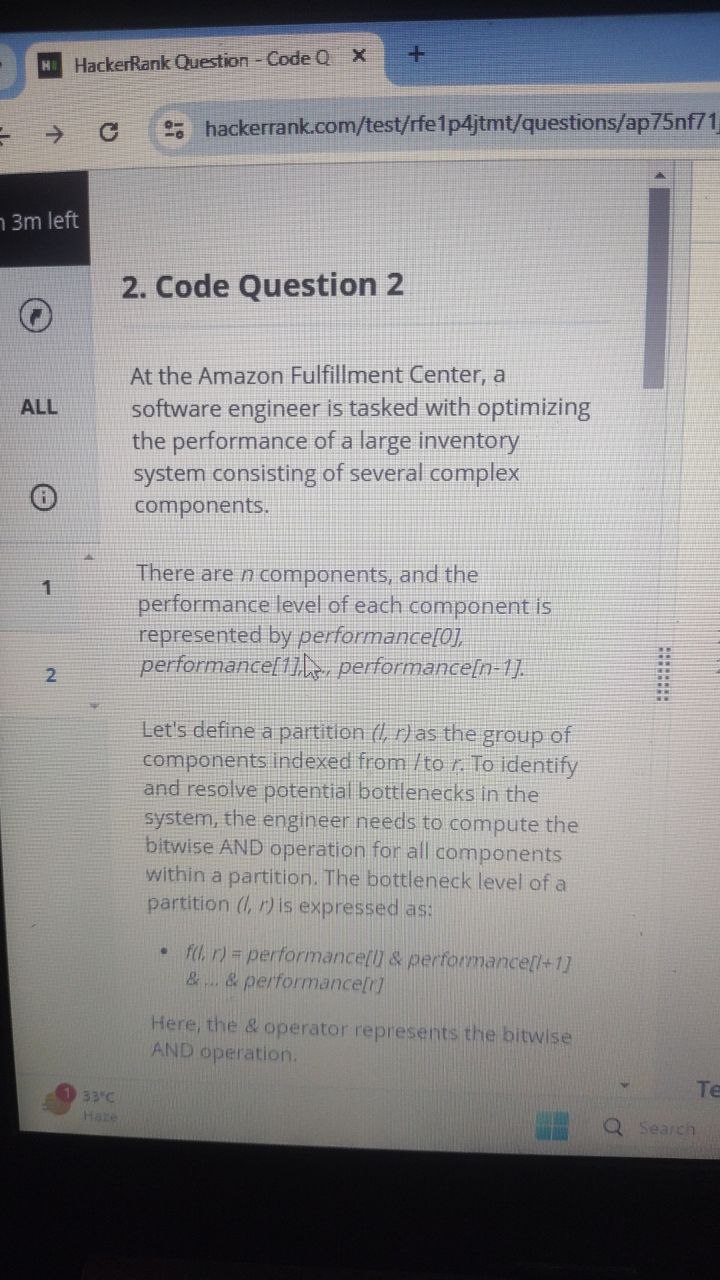 HackerRank Question - Code Q
hackerrank.com/test/rfe1p4jtmt/questions/ap75nf71j
3m left
2. Code Question 2
ALL
1
2
At the Amazon Fulfillment Center, a
software engineer is tasked with optimizing
the performance of a large inventory
system consisting of several complex
components.
There are n components, and the
performance level of each component is
represented by performance[0],
performance[1],..., performance[n-1].
Let's define a partition (l, r) as the group of
components indexed from l to r. To identify
and resolve potential bottlenecks in the
system, the engineer needs to compute the
bitwise AND operation for all components
within a partition. The bottleneck level of a
partition (l, r) is expressed as:
• f(l, r) = performance[l] & performance[l+1]
& ... & performance[r]
Here, the & operator represents the bitwise
AND operation.
Te
1
33°C
Haze
Search